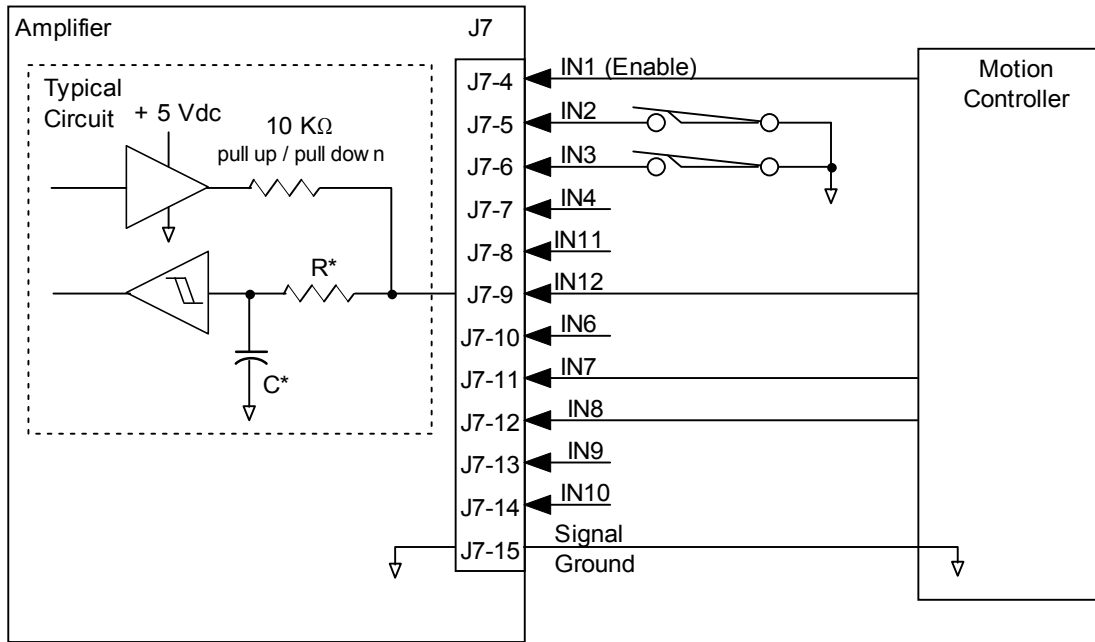 Amplifier
J7
Typical
Circuit
+ 5 Vdc
10 KΩ
pull up / pull down
R*
C*
J7-4
IN1 (Enable)
J7-5
IN2
J7-6
IN3
J7-7
IN4
J7-8
IN11
J7-9
IN12
J7-10
IN6
J7-11
IN7
J7-12
IN8
J7-13
IN9
J7-14
IN10
J7-15
Signal
Ground
Motion
Controller